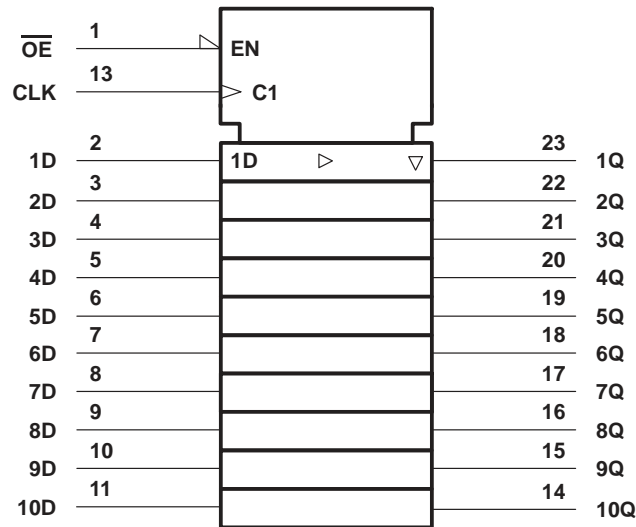 1
OE EN
13
CLK C1
2 23
1D 1D 1Q
3 22
2D 2Q
4 21
3D 3Q
5 20
4D 4Q
6 19
5D 5Q
7 18
6D 6Q
8 17
7D 7Q
9 16
8D 8Q
10 15
9D 9Q
11 14
10D 10Q